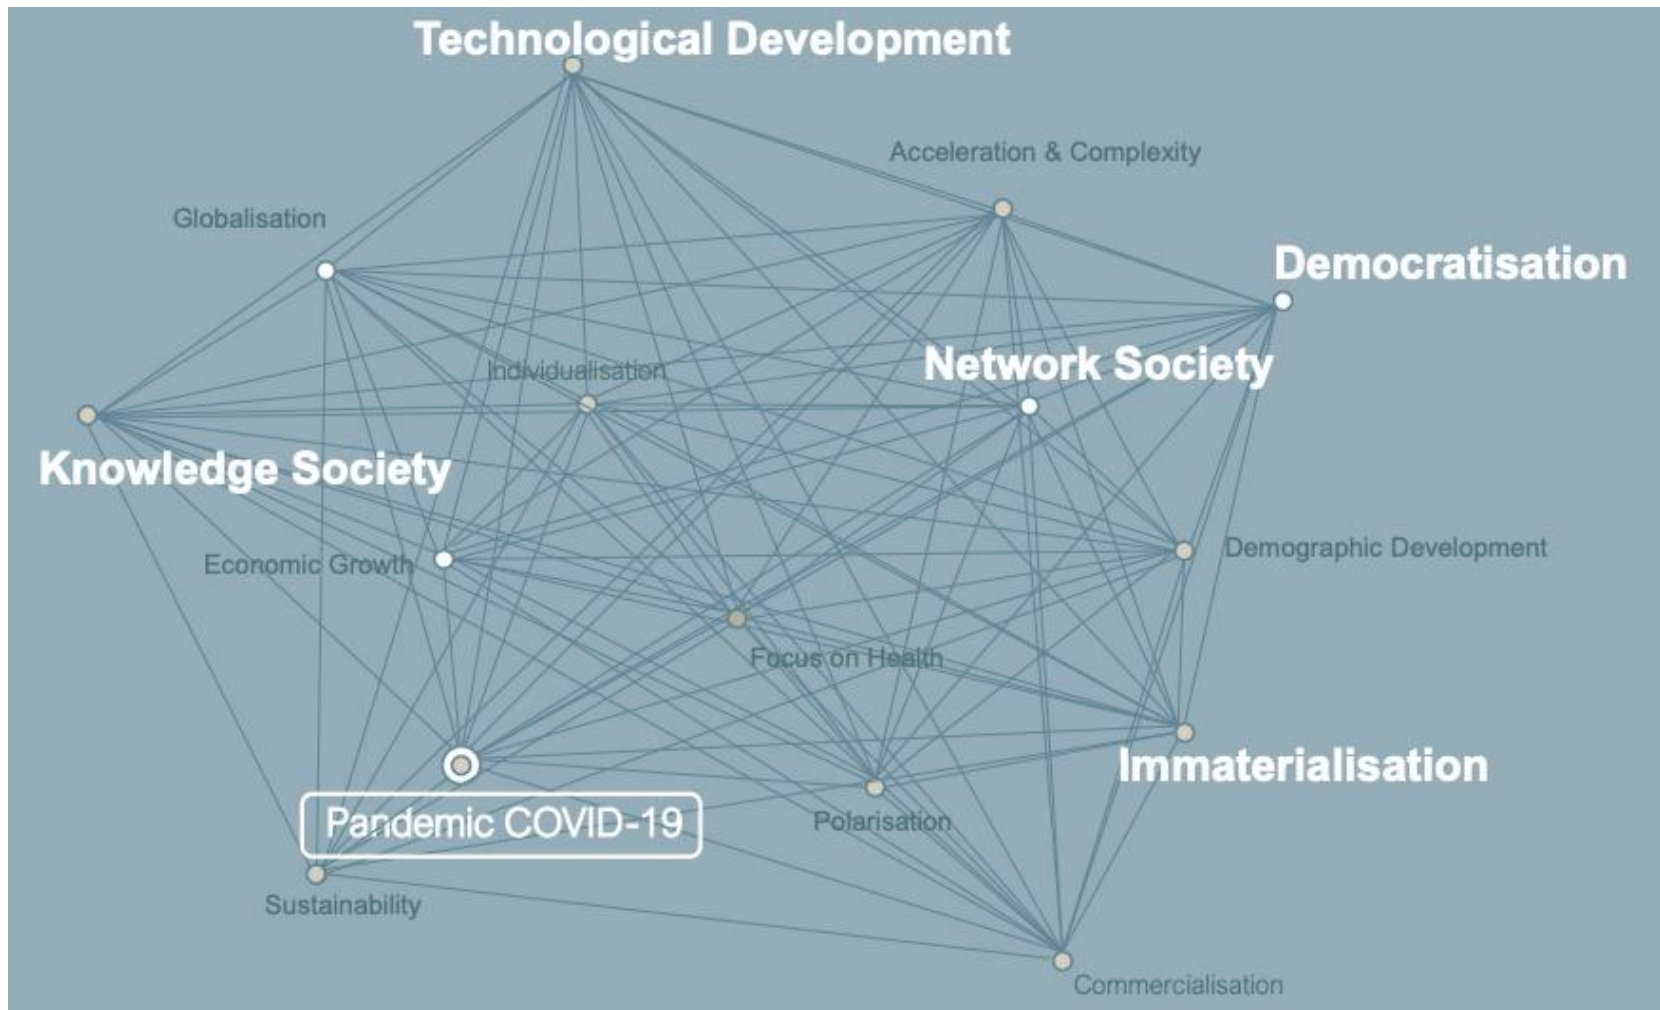 Technological Development
Acceleration & Complexity
Globalisation
Democratisation
Network Society
Individualisation
Knowledge Society
Demographic Development
Economic Growth
Focus on Health
Immaterialisation
Pandemic COVID-19
Polarisation
Sustainability
Commercialisation